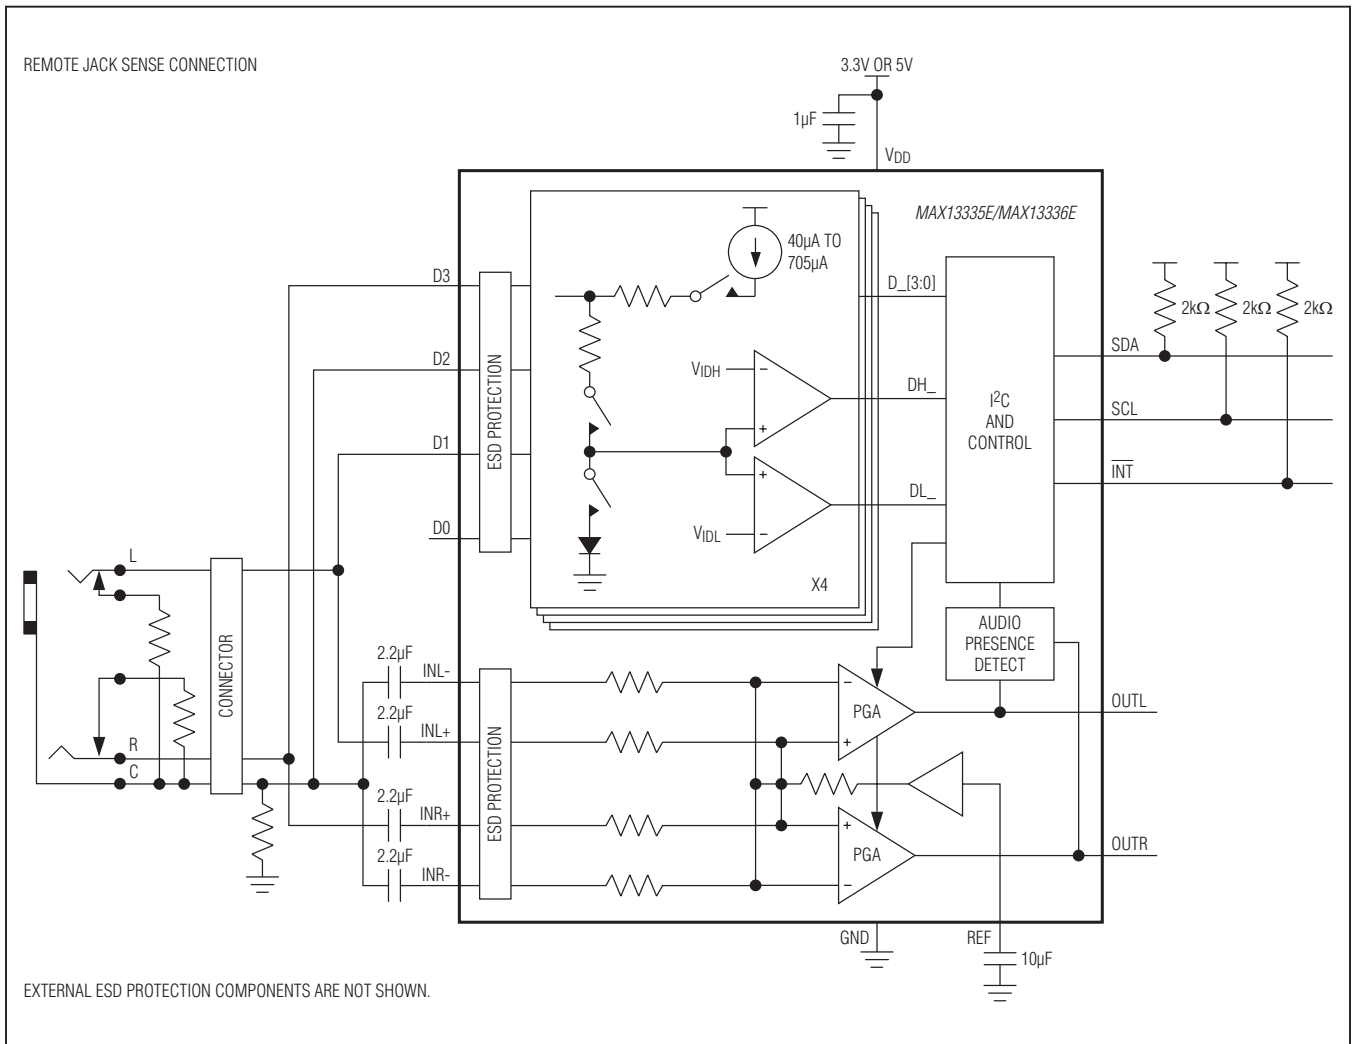 REMOTE JACK SENSE CONNECTION
3.3V OR 5V
1µF
VDD
MAX13335E/MAX13336E
40µA TO
705µA
D3
D_[3:0]
2kΩ
2kΩ
2kΩ
SDA
D2
VIDH
−
DH_
ESD PROTECTION
I2C
AND
CONTROL
SCL
+
D1
INT
+
DL_
D0
VIDL
−
L
X4
CONNECTOR
AUDIO
PRESENCE
DETECT
2.2µF
INL-
−
PGA
OUTL
2.2µF
INL+
+
R
C
ESD PROTECTION
2.2µF
INR+
+
PGA
OUTR
2.2µF
INR-
−
GND
REF
10µF
EXTERNAL ESD PROTECTION COMPONENTS ARE NOT SHOWN.